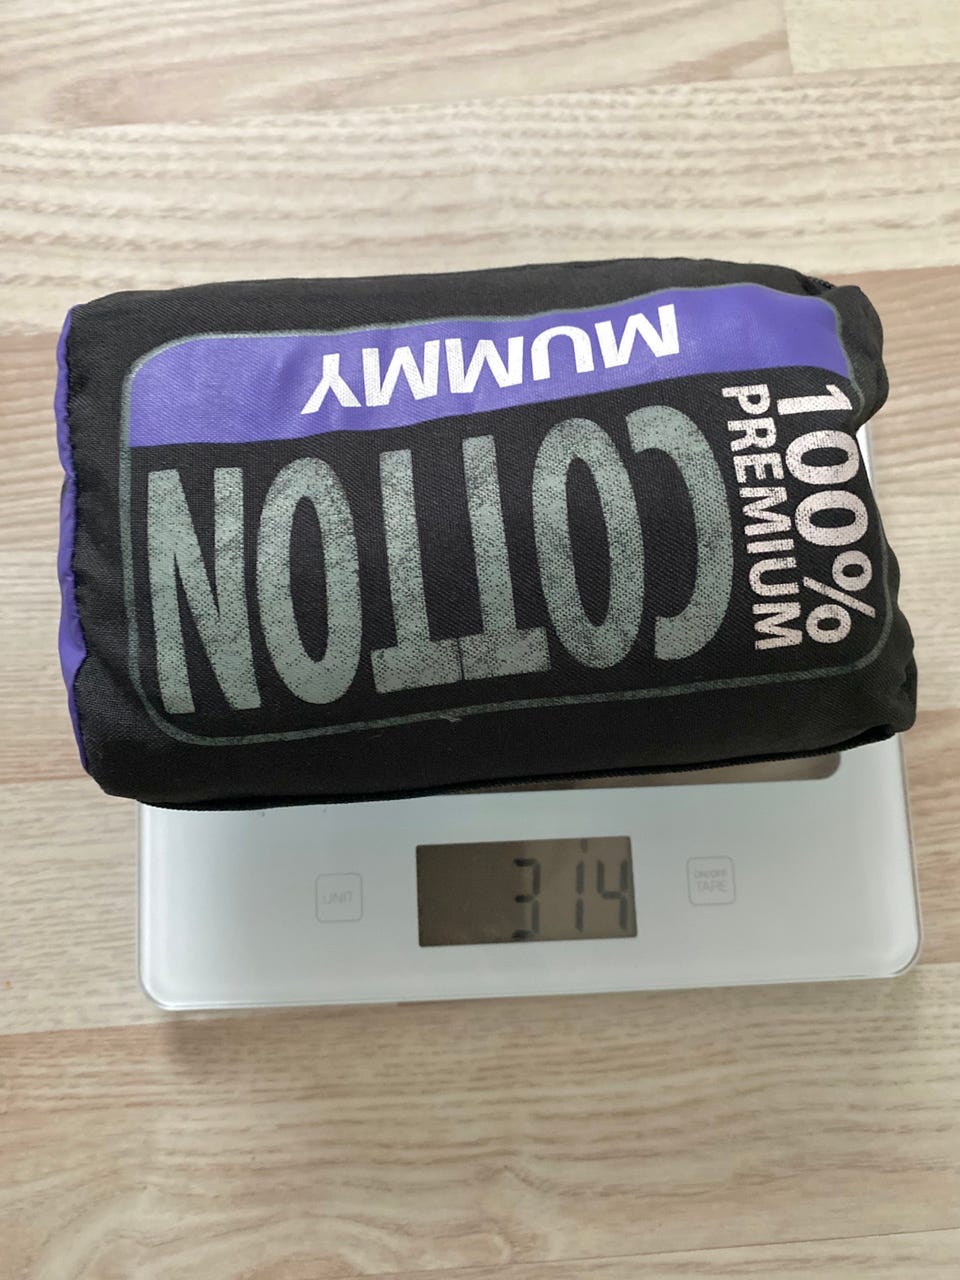 MUMMY
COTTON
100%
PREMIUM
UNIT
314
ON/OFF
TARE